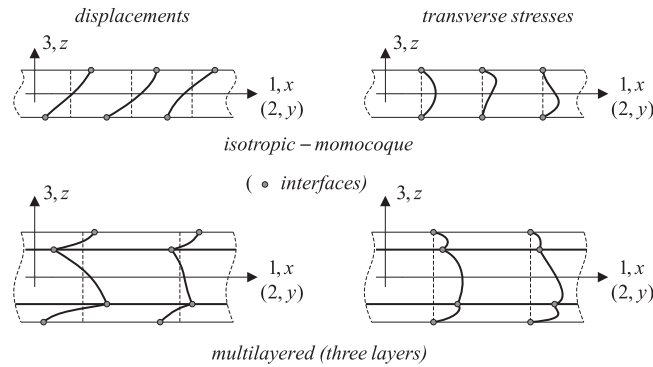 displacements
transverse stresses
3, z
3, z
1, x
(2, y)
1, x
(2, y)
isotropic – momocoque
( interfaces)
3, z
3, z
1, x
(2, y)
1, x
(2, y)
multilayered (three layers)